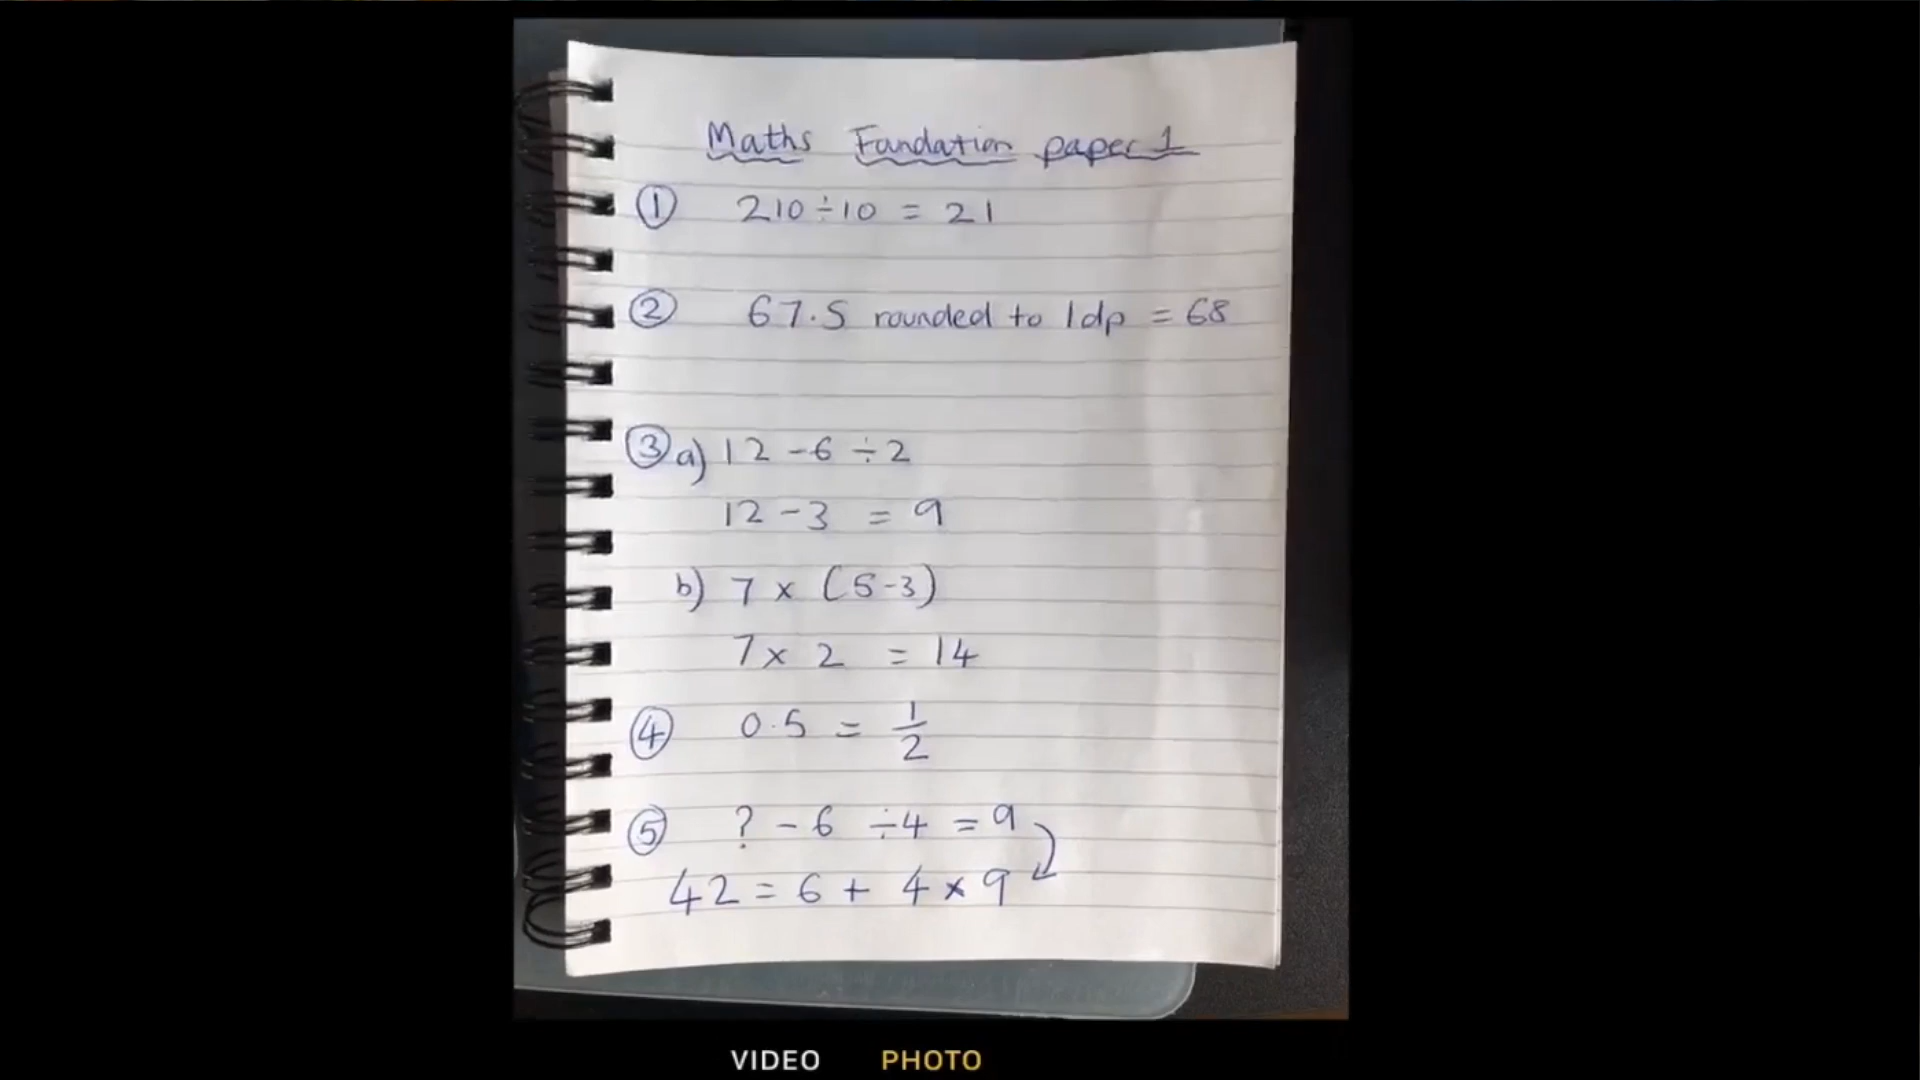 Maths Fundation paper 1
① 210÷10 = 21
② 67.5 rounded to 1dp = 68
③ a) 12 - 6 ÷ 2
12 - 3 = 9
b) 7 x (5-3)
7 x 2 = 14
④ 0.5 = 1/2
⑤ ? - 6 ÷ 4 = 9
42 = 6 + 4 x 9
VIDEO PHOTO